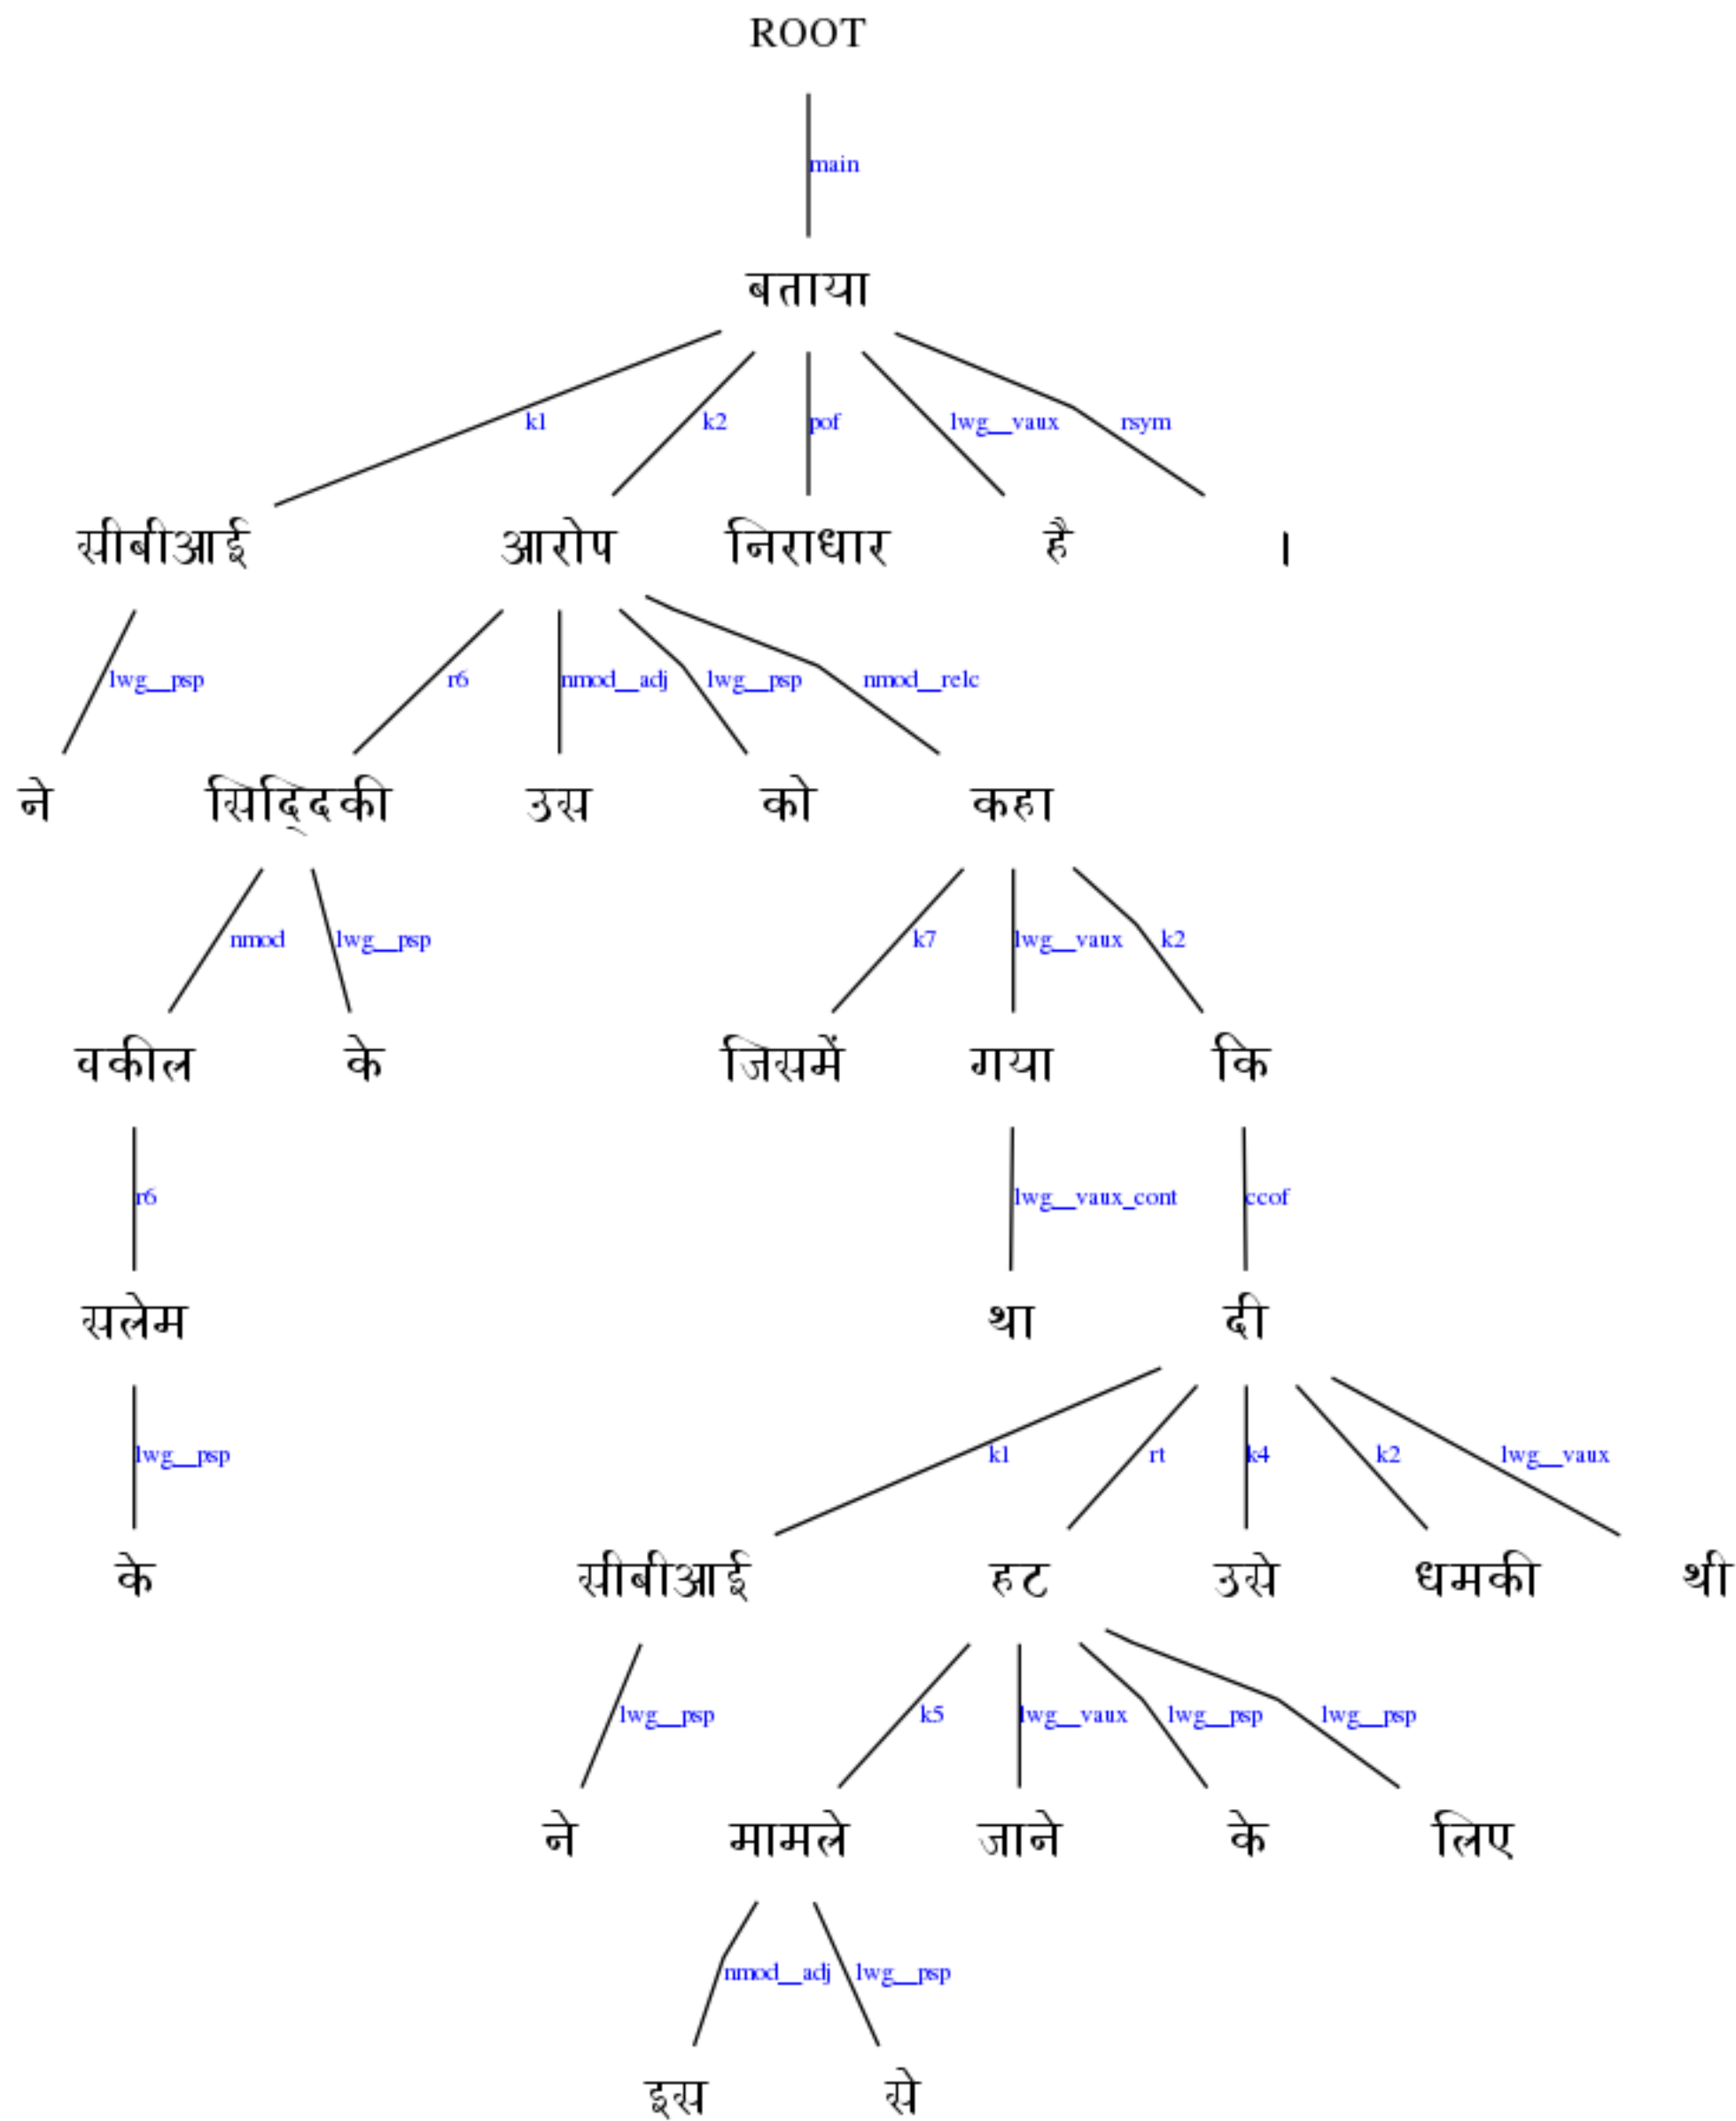 ROOT
main
बताया
k1 k2 pof lwg__vaux rsym
सीबीआई आरोप निराधार है ।
lwg__psp r6 nmod__adj lwg__psp nmod__relc
ने सिद्दिकी उस को कहा
nmod lwg__psp k7 lwg__vaux k2
वकील के जिसमें गया कि
r6 lwg__vaux_cont ccof
सलेम था दी
lwg__psp k1 rt k4 k2 lwg__vaux
के सीबीआई हट उसे धमकी थी
lwg__psp k5 lwg__vaux lwg__psp lwg__psp
ने मामले जाने के लिए
nmod__adj lwg__psp
इस से